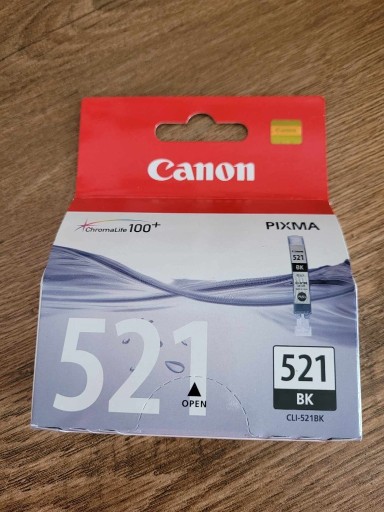 Canon
ChromaLife 100+
PIXMA
521
BK
521
OPEN
521
BK
CLI-521BK